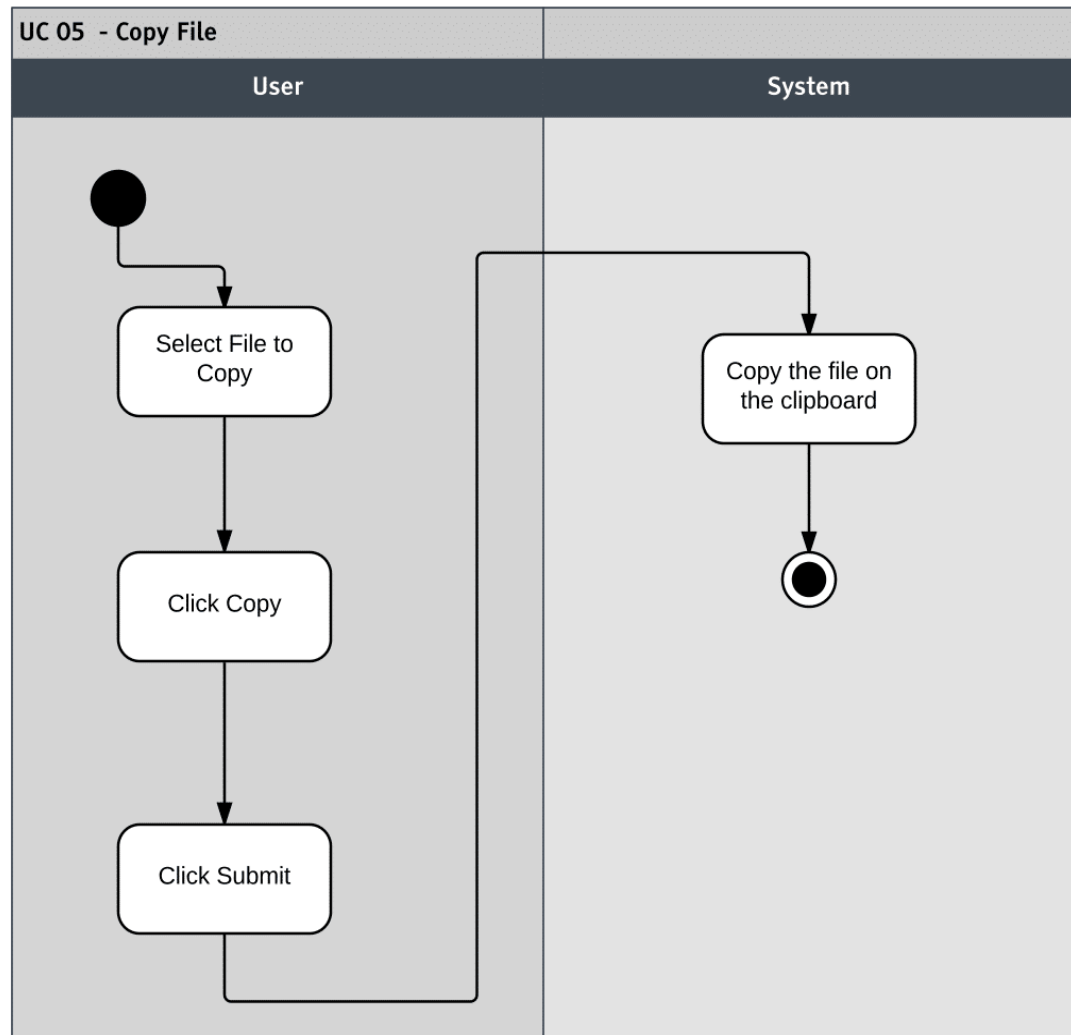 UC 05  - Copy File
User
System
Select File to
Copy
Click Copy
Click Submit
Copy the file on
the clipboard